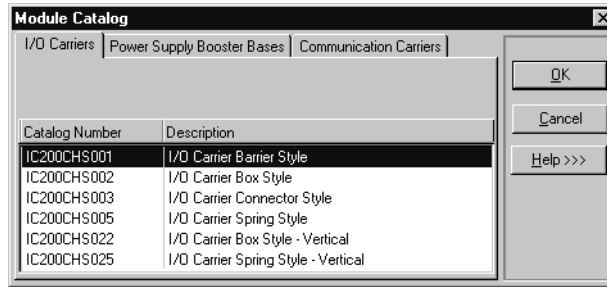 Module Catalog
I/O Carriers Power Supply Booster Bases Communication Carriers
OK
Cancel
Help >>>
Catalog Number Description
IC200CHS001 I/O Carrier Barrier Style
IC200CHS002 I/O Carrier Box Style
IC200CHS003 I/O Carrier Connector Style
IC200CHS005 I/O Carrier Spring Style
IC200CHS022 I/O Carrier Box Style - Vertical
IC200CHS025 I/O Carrier Spring Style - Vertical